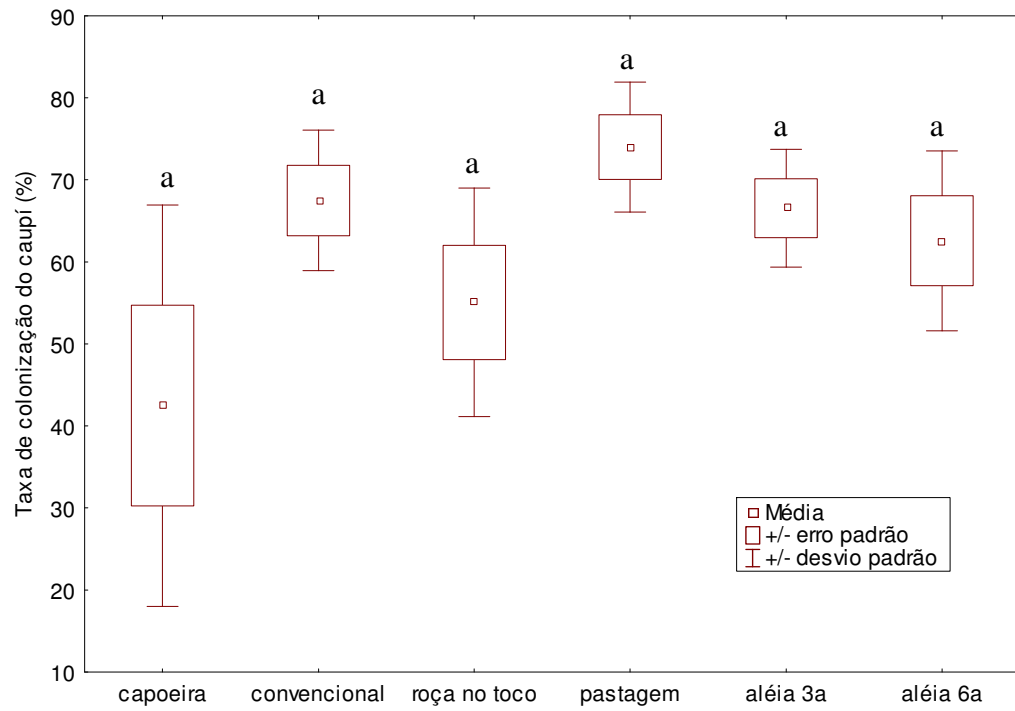 Taxa de colonização do caupí (%)
90
80
70
60
50
40
30
20
10
a
a
a
a
a
a
Média
+/- erro padrão
+/- desvio padrão
capoeira
convencional
roça no toco
pastagem
aléia 3a
aléia 6a